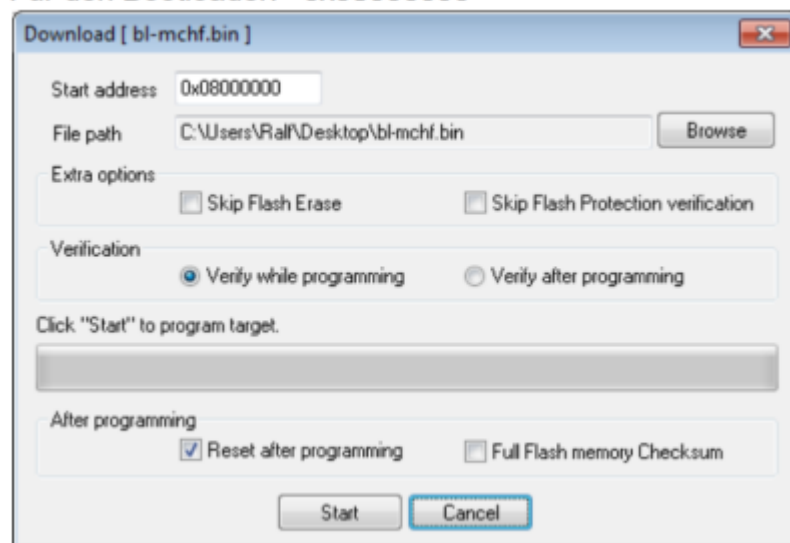 Download [ bl-mchf.bin ]
Start address 0x08000000
File path C:\Users\Ralf\Desktop\bl-mchf.bin Browse
Extra options
Skip Flash Erase Skip Flash Protection verification
Verification
Verify while programming Verify after programming
Click "Start" to program target.
After programming
Reset after programming Full Flash memory Checksum
Start Cancel